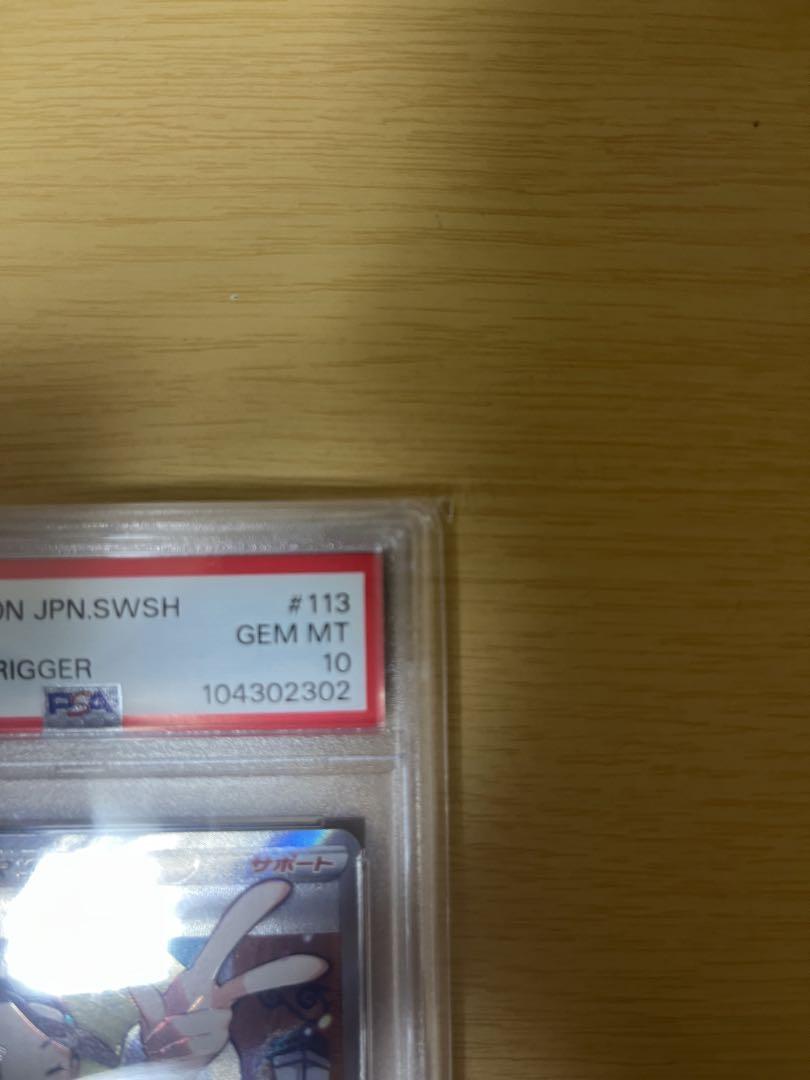 ON JPN.SWSH #113
GEM MT
RIGGER 10
PSA 104302302
サポート